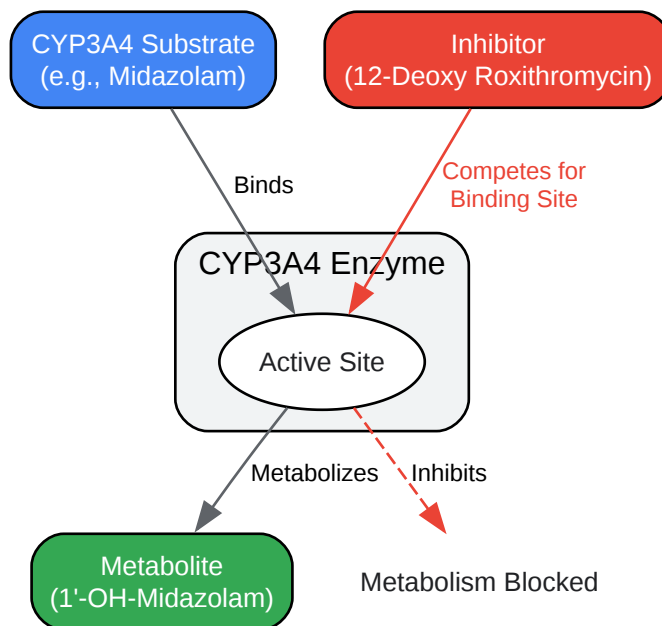 CYP3A4 Substrate
(e.g., Midazolam)
Inhibitor
(12-Deoxy Roxithromycin)
Binds
Competes for
Binding Site
CYP3A4 Enzyme
Active Site
Metabolizes
Inhibits
Metabolite
(1'-OH-Midazolam)
Metabolism Blocked